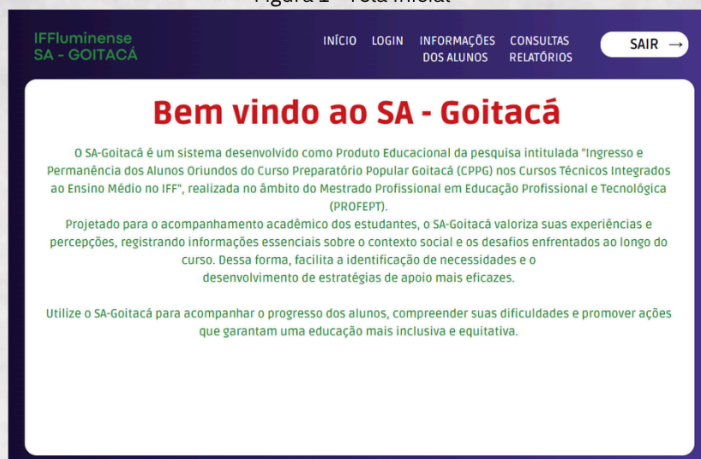 IFFluminense
SA - GOITACÁ
INÍCIO LOGIN INFORMAÇÕES DOS ALUNOS CONSULTAS RELATÓRIOS SAIR →
Bem vindo ao SA - Goitacá
O SA-Goitacá é um sistema desenvolvido como Produto Educacional da pesquisa intitulada "Ingresso e
Permanência dos Alunos Oriundos do Curso Preparatório Popular Goitacá (CPPG) nos Cursos Técnicos Integrados
ao Ensino Médio no IFF", realizada no âmbito do Mestrado Profissional em Educação Profissional e Tecnológica
(PROFEPT).
Projetado para o acompanhamento acadêmico dos estudantes, o SA-Goitacá valoriza suas experiências e
percepções, registrando informações essenciais sobre o contexto social e os desafios enfrentados ao longo do
curso. Dessa forma, facilita a identificação de necessidades e o
desenvolvimento de estratégias de apoio mais eficazes.
Utilize o SA-Goitacá para acompanhar o progresso dos alunos, compreender suas dificuldades e promover ações
que garantam uma educação mais inclusiva e equitativa.